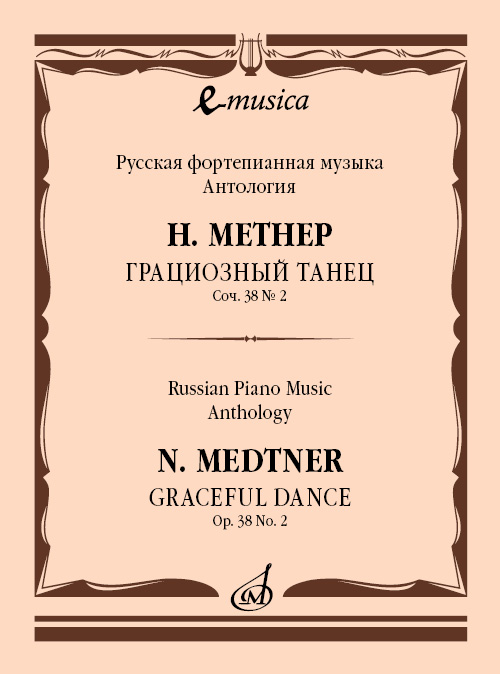 e-musica
Русская фортепианная музыка
Антология
Н. МЕТНЕР
ГРАЦИОЗНЫЙ ТАНЕЦ
Соч. 38 № 2
Russian Piano Music
Anthology
N. MEDTNER
GRACEFUL DANCE
Op. 38 No. 2